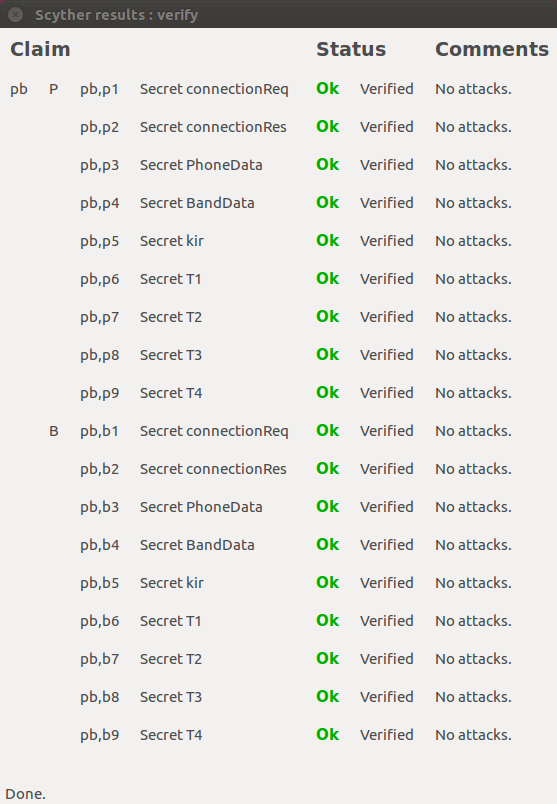 Scyther results : verify
Claim Status Comments
pb P pb,p1 Secret connectionReq Ok Verified No attacks.
pb,p2 Secret connectionRes Ok Verified No attacks.
pb,p3 Secret PhoneData Ok Verified No attacks.
pb,p4 Secret BandData Ok Verified No attacks.
pb,p5 Secret kir Ok Verified No attacks.
pb,p6 Secret T1 Ok Verified No attacks.
pb,p7 Secret T2 Ok Verified No attacks.
pb,p8 Secret T3 Ok Verified No attacks.
pb,p9 Secret T4 Ok Verified No attacks.
B pb,b1 Secret connectionReq Ok Verified No attacks.
pb,b2 Secret connectionRes Ok Verified No attacks.
pb,b3 Secret PhoneData Ok Verified No attacks.
pb,b4 Secret BandData Ok Verified No attacks.
pb,b5 Secret kir Ok Verified No attacks.
pb,b6 Secret T1 Ok Verified No attacks.
pb,b7 Secret T2 Ok Verified No attacks.
pb,b8 Secret T3 Ok Verified No attacks.
pb,b9 Secret T4 Ok Verified No attacks.
Done.